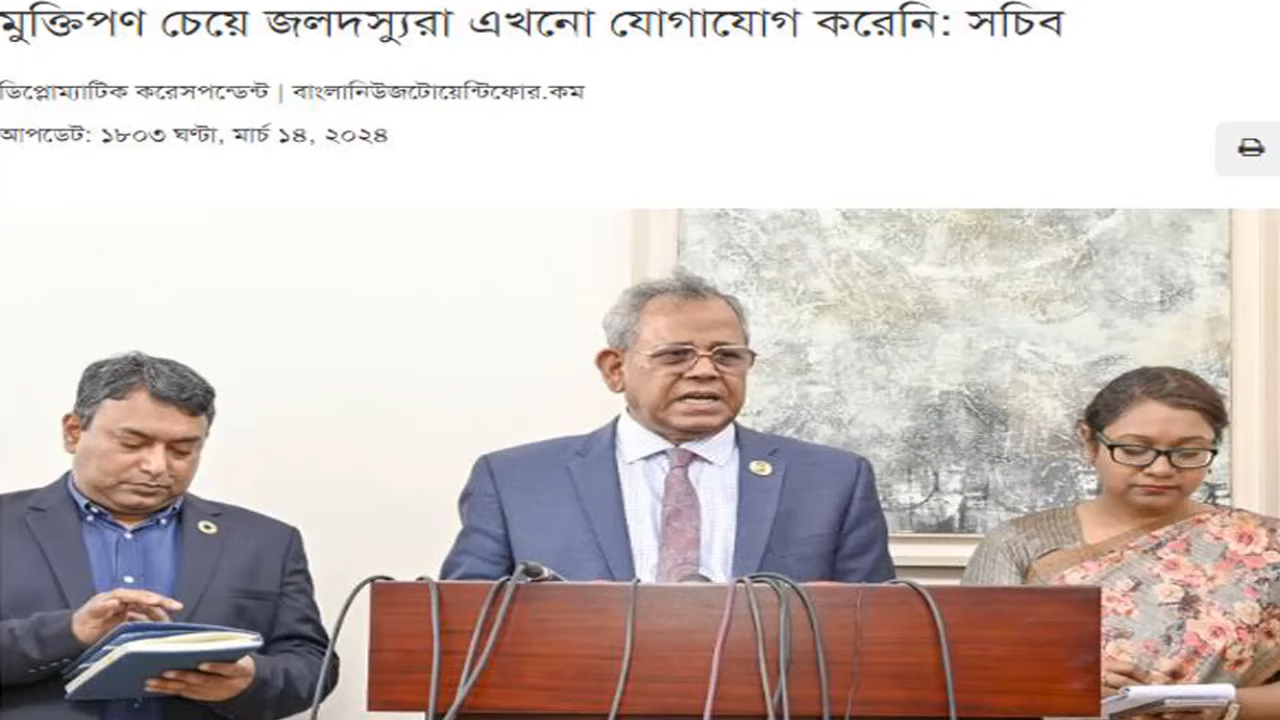 মুক্তিপণ চেয়ে জলদস্যুরা এখনো যোগাযোগ করেনি: সচিব
ডিপ্লোম্যাটিক করেসপন্ডেন্ট | বাংলানিউজটোয়েন্টিফোর.কম
আপডেট: ১৮০৩ ঘণ্টা, মার্চ ১৪, ২০২৪